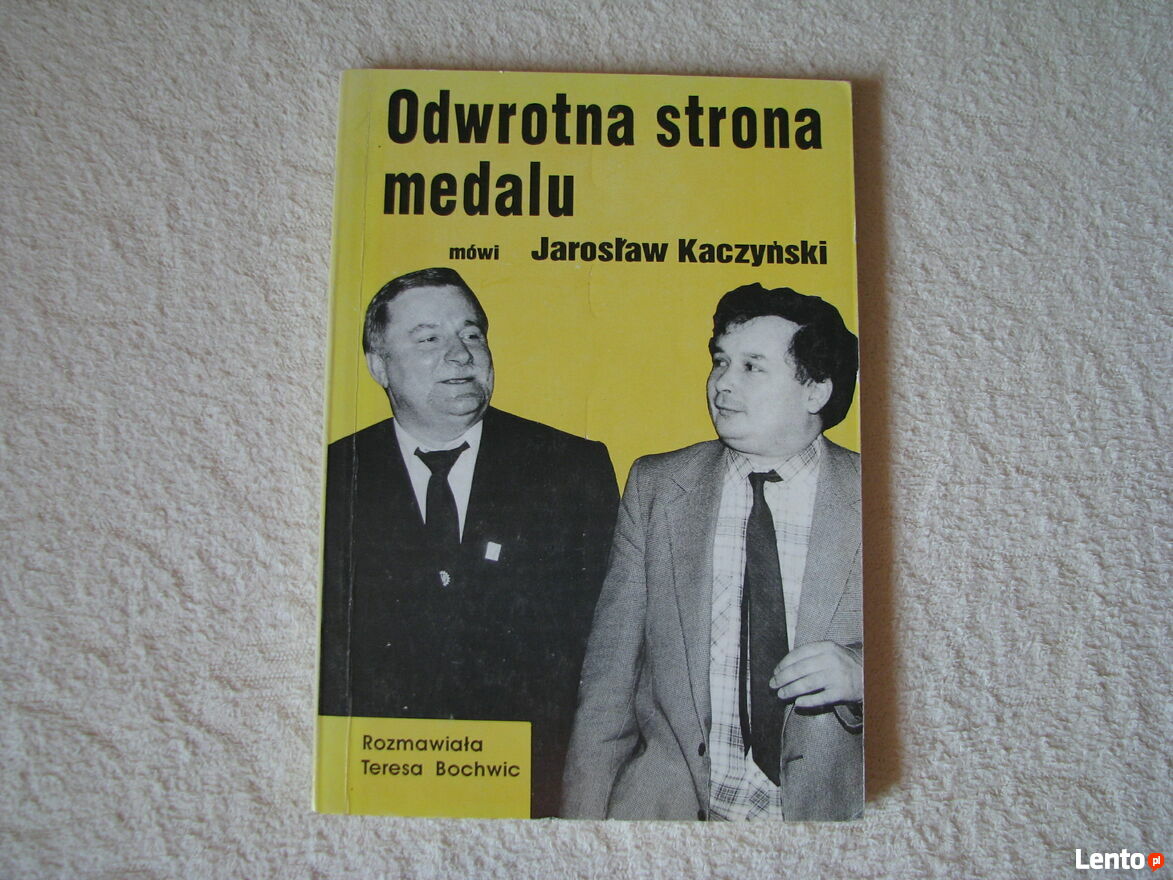 Odwrotna strona
medalu
mówi Jarosław Kaczyński
Rozmawiała
Teresa Bochwic
Lento.pl